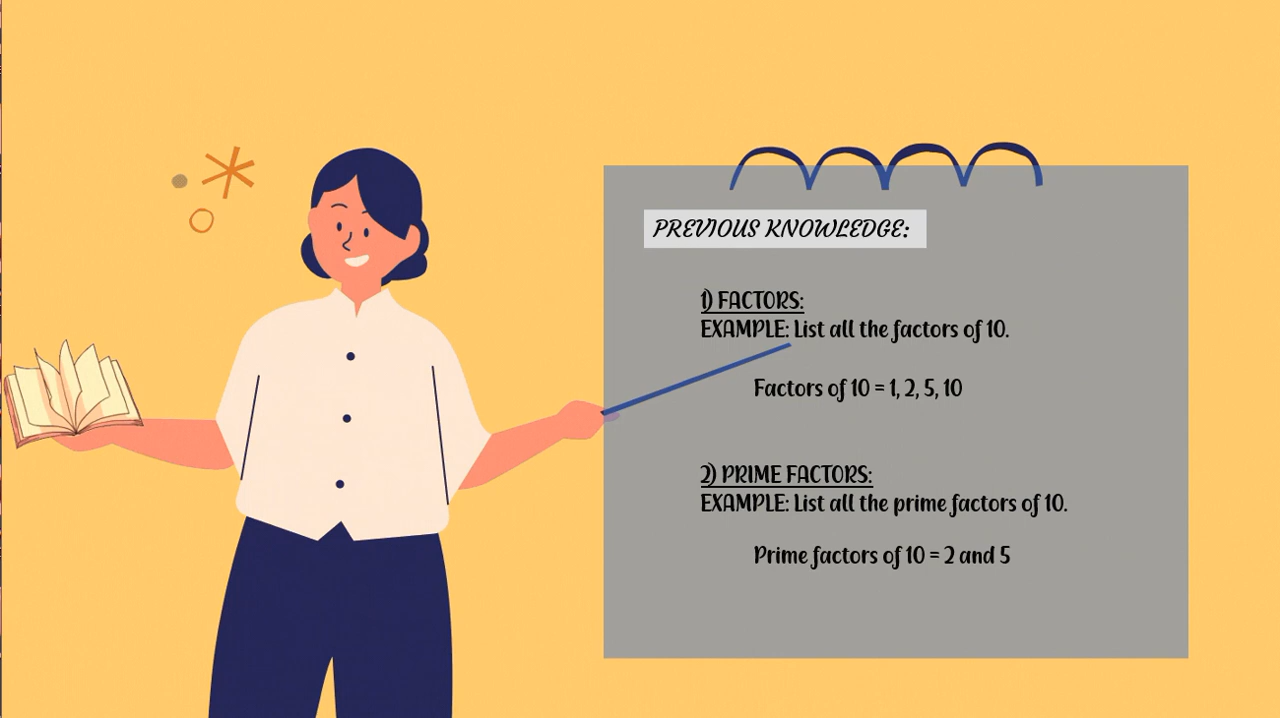 PREVIOUS KNOWLEDGE:
1) FACTORS:
EXAMPLE: List all the factors of 10.
Factors of 10 = 1, 2, 5, 10
2) PRIME FACTORS:
EXAMPLE: List all the prime factors of 10.
Prime factors of 10 = 2 and 5